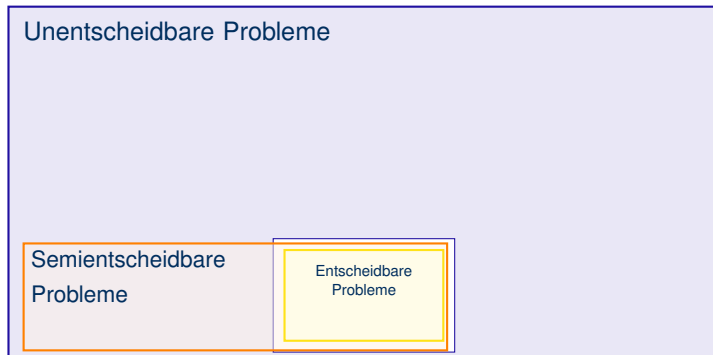 Unentscheidbare Probleme
Semientscheidbare
Probleme
Entscheidbare
Probleme